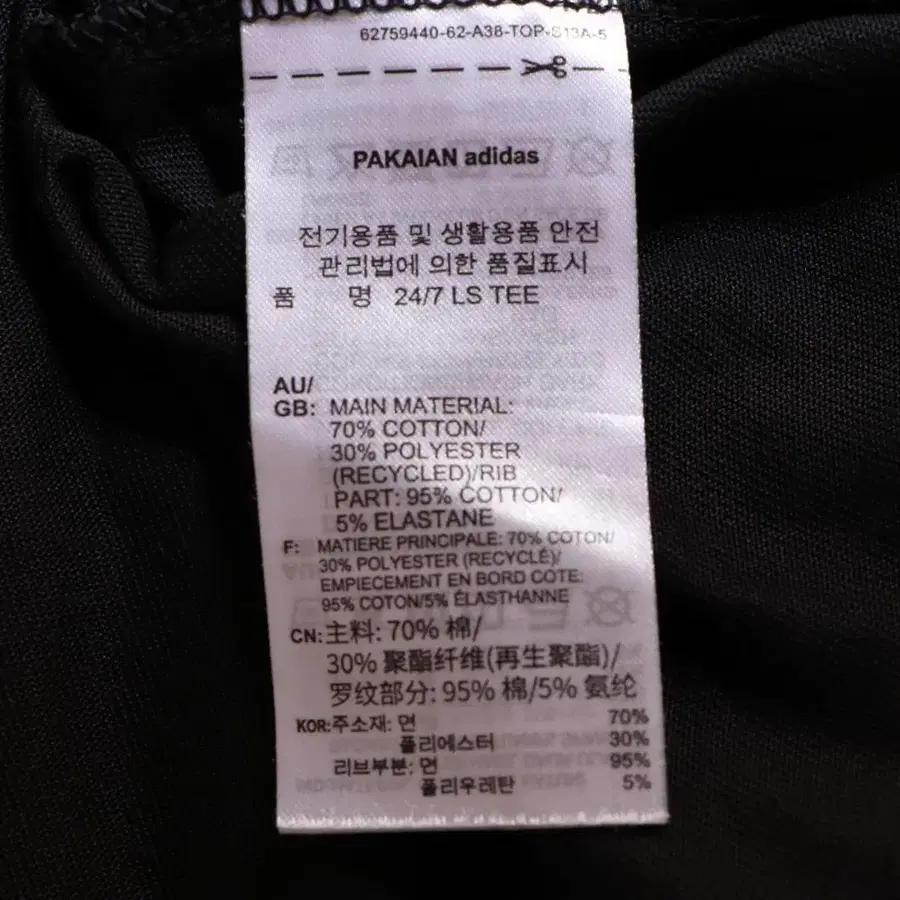 62759440-62-A38-TOP-S13A-5
PAKAIAN adidas
전기용품 및 생활용품 안전
관리법에 의한 품질표시
품 명 24/7 LS TEE
AU/
GB: MAIN MATERIAL:
70% COTTON/
30% POLYESTER
(RECYCLED)/RIB
PART: 95% COTTON/
5% ELASTANE
F: MATIERE PRINCIPALE: 70% COTON/
30% POLYESTER (RECYCLÉ)/
EMPIECEMENT EN BORD COTE:
95% COTON/5% ÉLASTHANNE
CN:主料: 70% 棉/
30% 聚酯纤维(再生聚酯)/
罗纹部分: 95% 棉/5% 氨纶
KOR:주소재: 면 70%
폴리에스터 30%
리브부분: 면 95%
폴리우레탄 5%